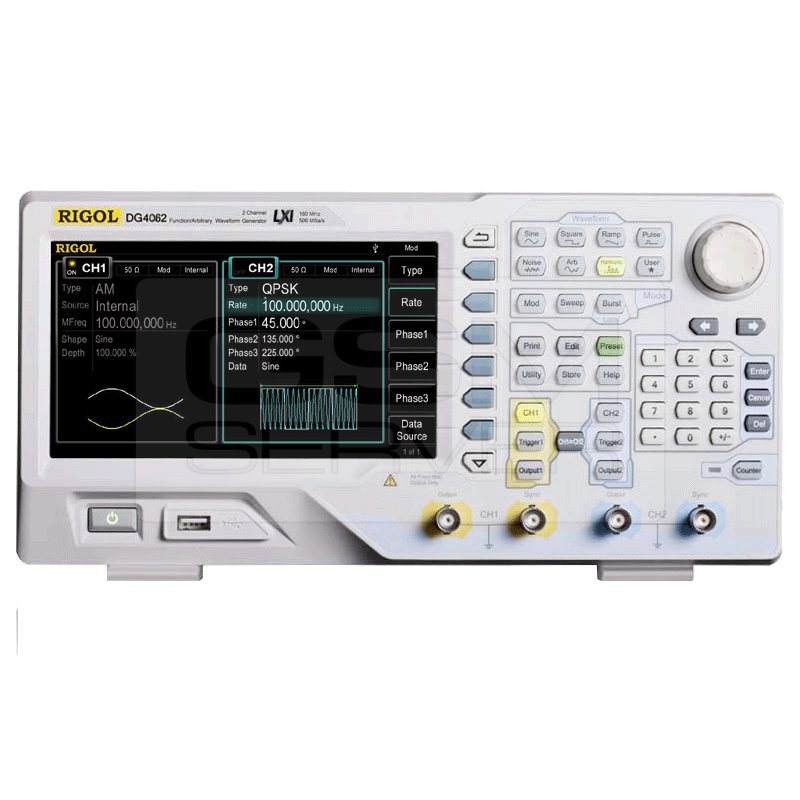 RIGOL DG4062 2 Channel Function/Arbitrary Waveform Generator LXI 160 MHz 500 MSa/s
RIGOL Mod
ON CH1 50 Ω Mod Internal
Type AM
Source Internal
MFreq 100.000,000 Hz
Shape Sine
Depth 100.000 %
OFF CH2 50 Ω Mod Internal
Type QPSK
Rate 100.000,000 Hz
Phase1 45.000 °
Phase2 135.000 °
Phase3 225.000 °
Data Sine
Type
Rate
Phase1
Phase2
Phase3
Data
Source
1 of 1
Waveform
Sine Square Ramp Pulse
Noise Arb Harmonic User
Mod Sweep Burst Mode
Local
Print Edit Preset
Utility Store Help
CH1 CH2
Trigger1 CH1⇌CH2 Trigger2
Output1 Output2
1 2 3 Enter
4 5 6 Cancel
7 8 9 Del
. 0 +/-
Counter
Output CH1 Sync Output CH2 Sync
GSM
SERVER